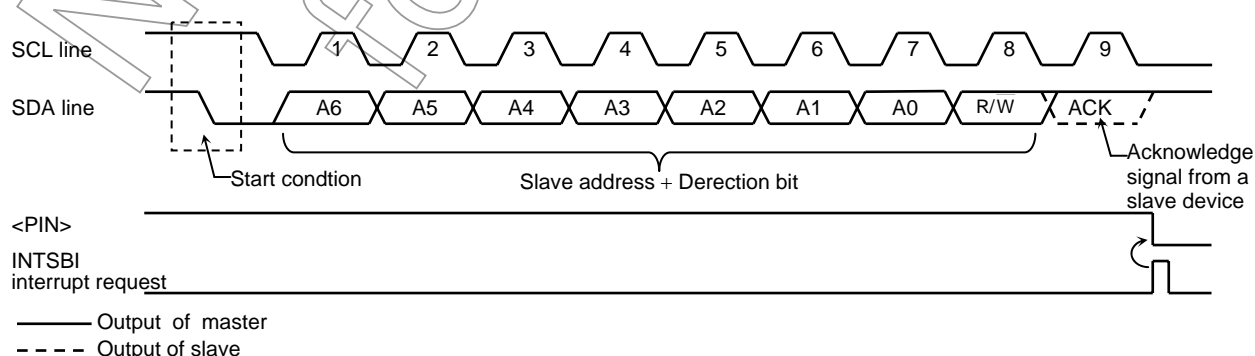 SCL line
1 2 3 4 5 6 7 8 9
SDA line
A6 A5 A4 A3 A2 A1 A0 R/W ACK
Start condtion
Slave address + Derection bit
Acknowledge
signal from a
slave device
<PIN>
INTSBI
interrupt request
Output of master
Output of slave